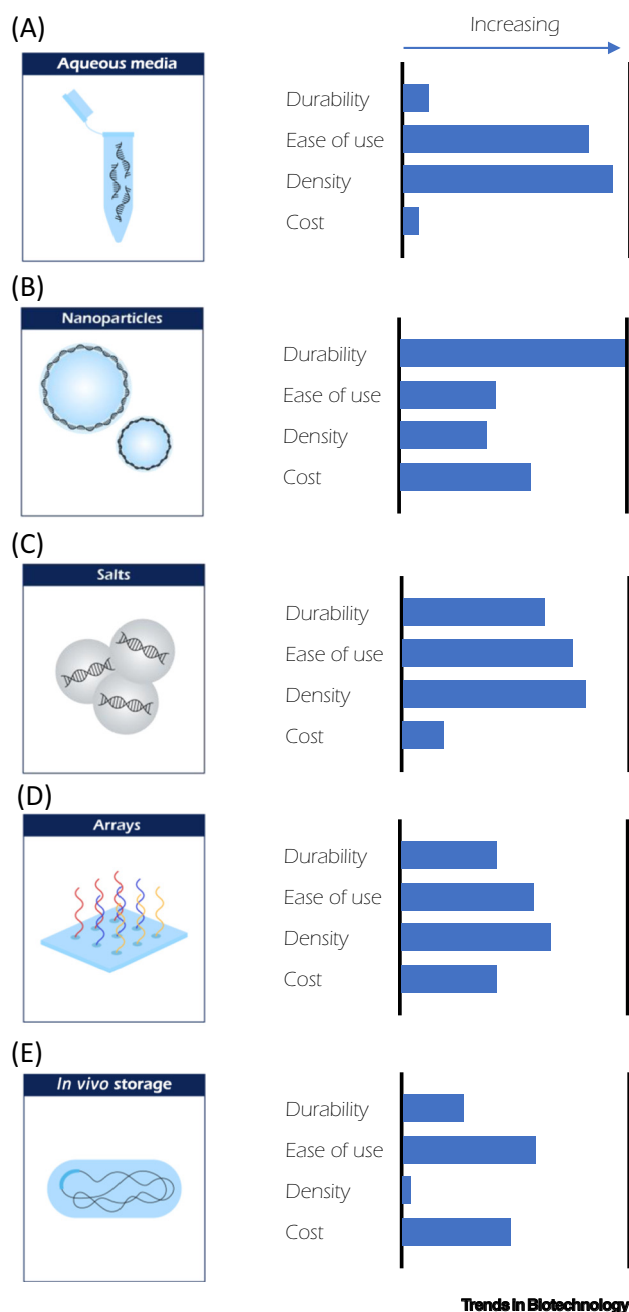 (A)
Aqueous media
Increasing
Durability
Ease of use
Density
Cost
(B)
Nanoparticles
Durability
Ease of use
Density
Cost
(C)
Salts
Durability
Ease of use
Density
Cost
(D)
Arrays
Durability
Ease of use
Density
Cost
(E)
In vivo storage
Durability
Ease of use
Density
Cost
Trends in Biotechnology